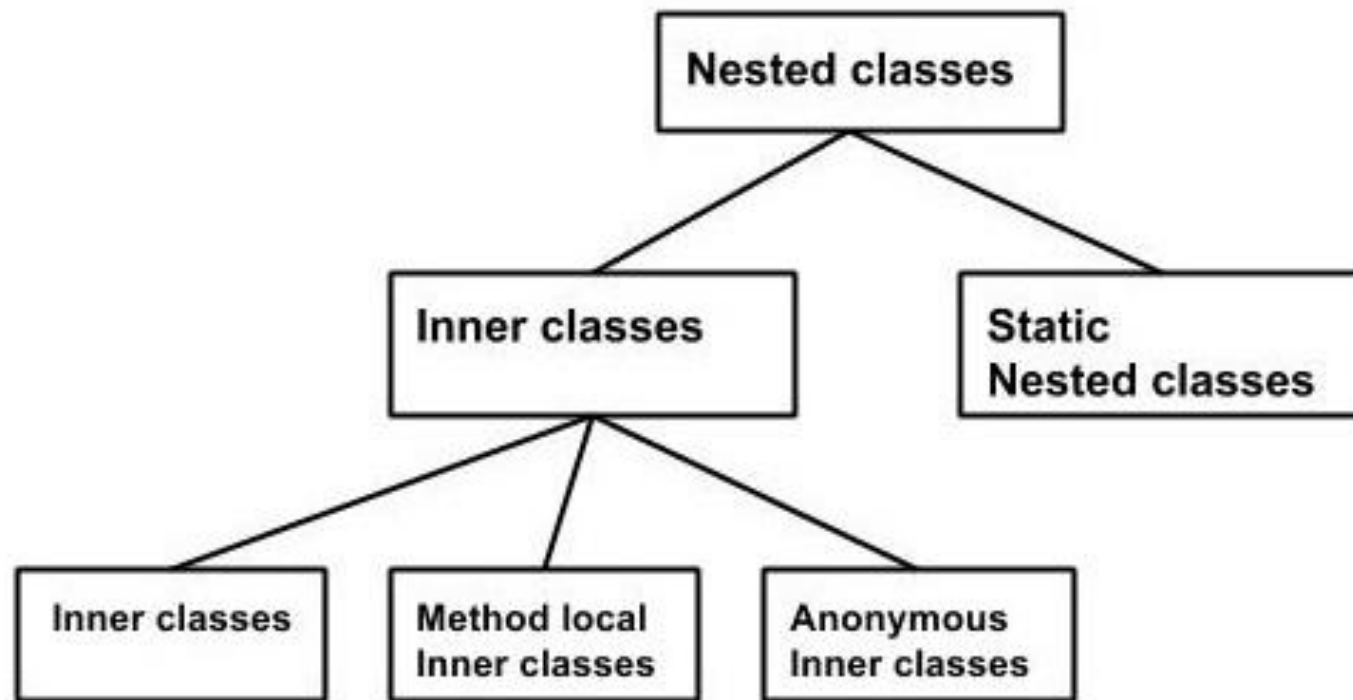 Nested classes
Inner classes
Static
Nested classes
Inner classes
Method local
Inner classes
Anonymous
Inner classes